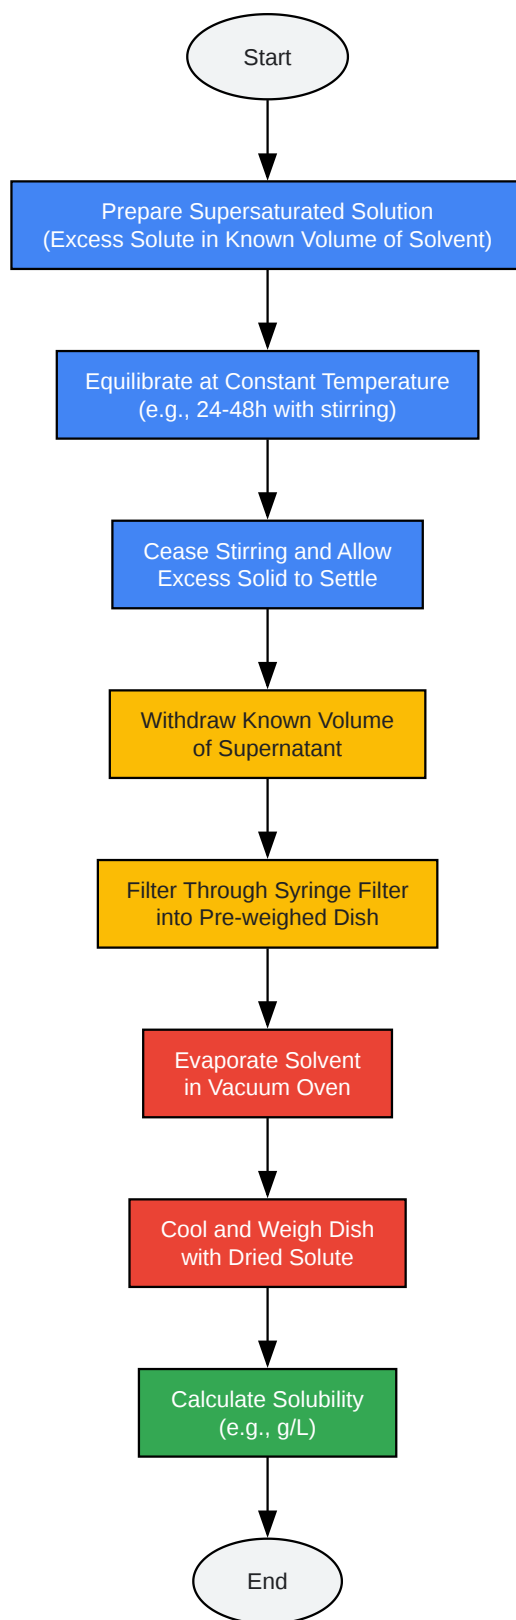 Start
Prepare Supersaturated Solution
(Excess Solute in Known Volume of Solvent)
Equilibrate at Constant Temperature
(e.g., 24-48h with stirring)
Cease Stirring and Allow
Excess Solid to Settle
Withdraw Known Volume
of Supernatant
Filter Through Syringe Filter
into Pre-weighed Dish
Evaporate Solvent
in Vacuum Oven
Cool and Weigh Dish
with Dried Solute
Calculate Solubility
(e.g., g/L)
End